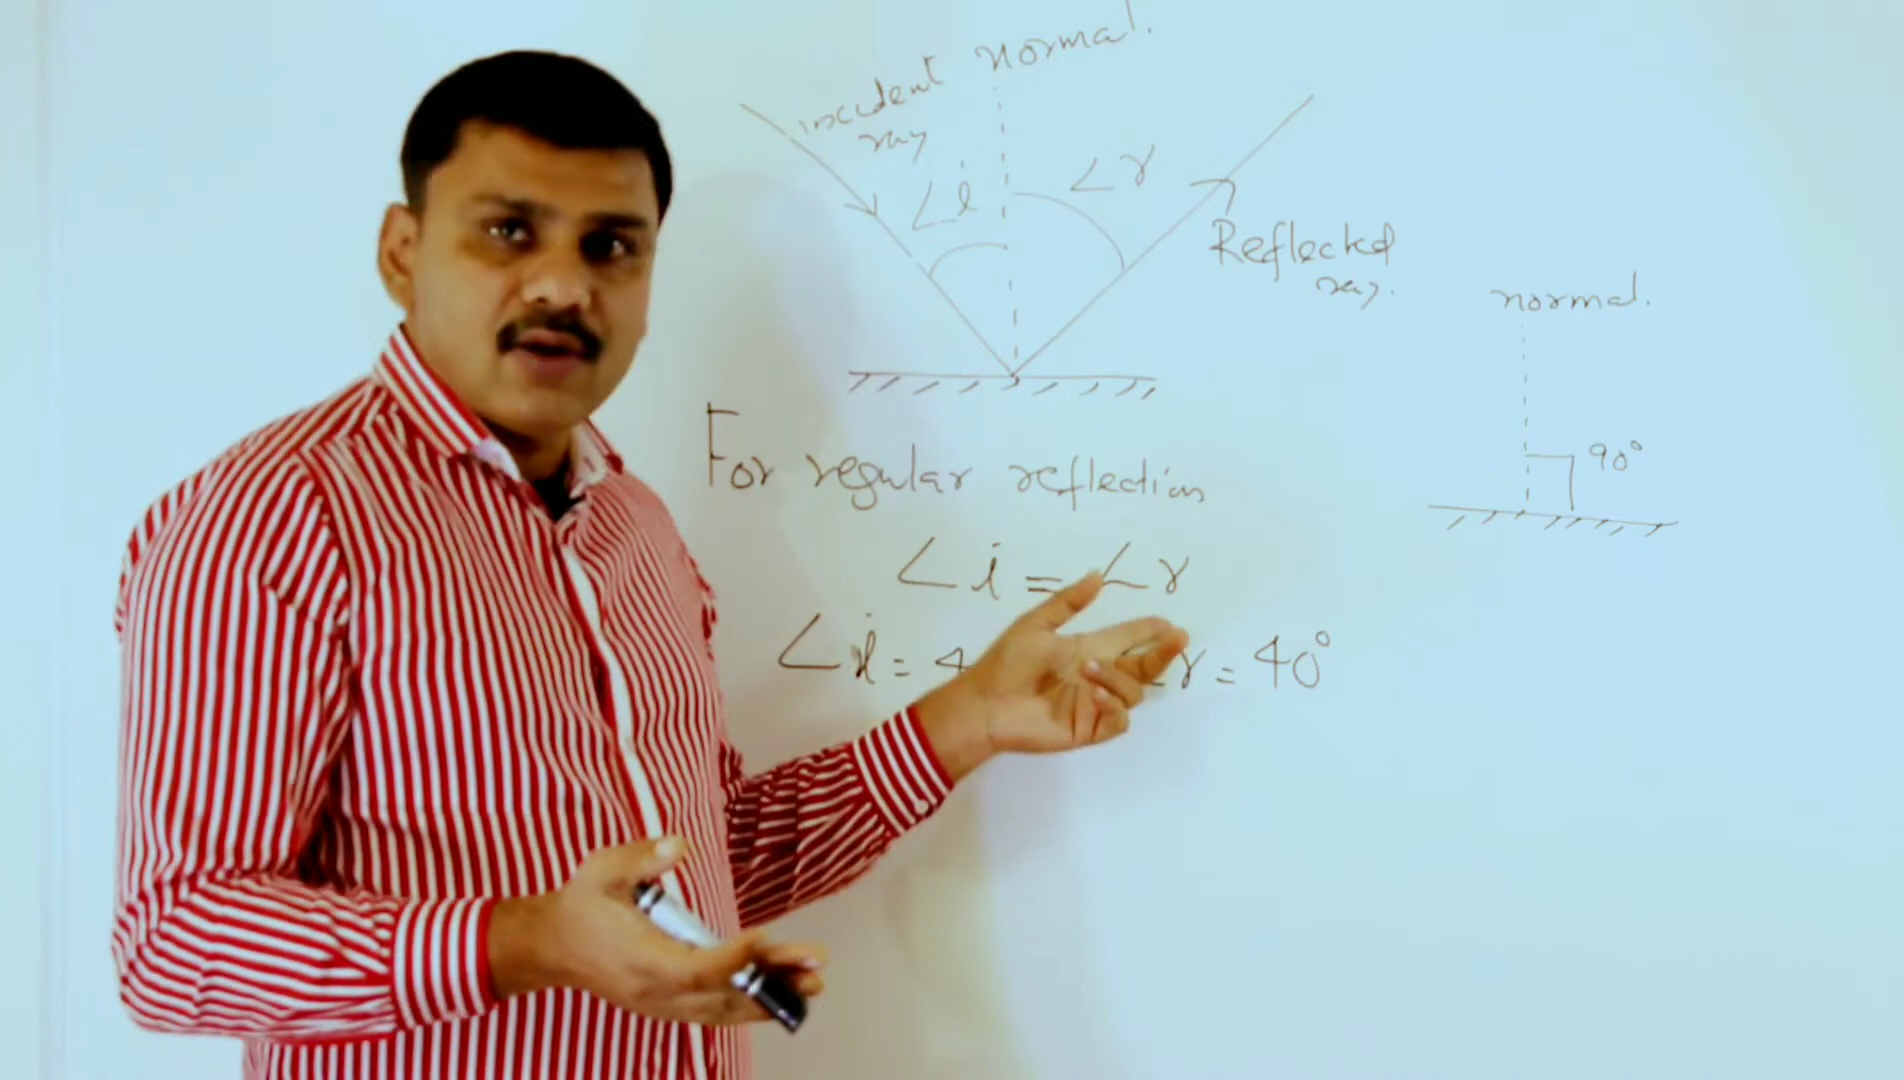 normal.
incident
ray
∠i
∠r
Reflected
ray.
normal.
90°
For regular reflection
∠i = ∠r
∠i = 4
∠r = 40°